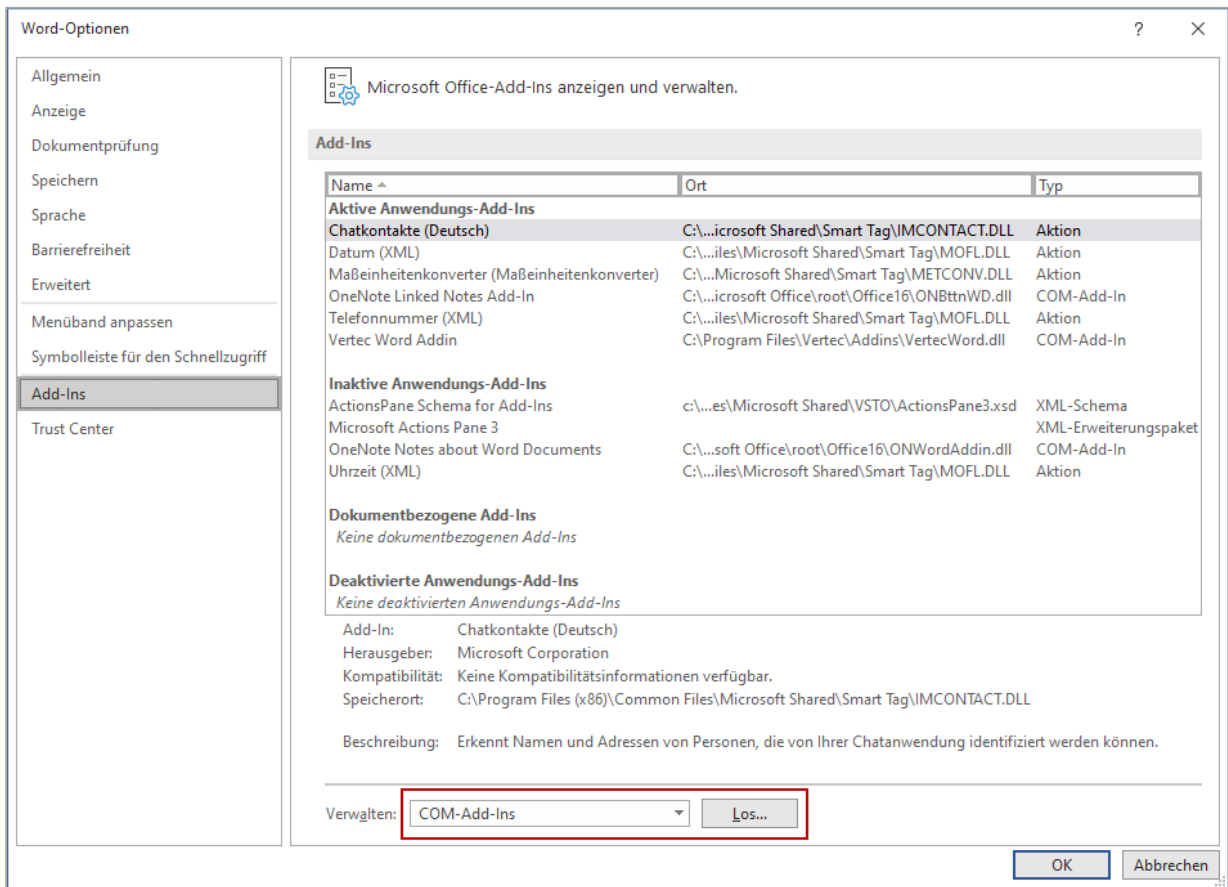 Word-Optionen ?
Allgemein
Anzeige
Dokumentprüfung
Speichern
Sprache
Barrierefreiheit
Erweitert
Menüband anpassen
Symbolleiste für den Schnellzugriff
Add-Ins
Trust Center
Microsoft Office-Add-Ins anzeigen und verwalten.
Add-Ins
Name Ort Typ
Aktive Anwendungs-Add-Ins
Chatkontakte (Deutsch) C:\...icrosoft Shared\Smart Tag\IMCONTACT.DLL Aktion
Datum (XML) C:\...iles\Microsoft Shared\Smart Tag\MOFL.DLL Aktion
Maßeinheitenkonverter (Maßeinheitenkonverter) C:\...Microsoft Shared\Smart Tag\METCONV.DLL Aktion
OneNote Linked Notes Add-In C:\...icrosoft Office\root\Office16\ONBttnWD.dll COM-Add-In
Telefonnummer (XML) C:\...iles\Microsoft Shared\Smart Tag\MOFL.DLL Aktion
Vertec Word Addin C:\Program Files\Vertec\Addins\VertecWord.dll COM-Add-In
Inaktive Anwendungs-Add-Ins
ActionsPane Schema for Add-Ins c:\...es\Microsoft Shared\VSTO\ActionsPane3.xsd XML-Schema
Microsoft Actions Pane 3 XML-Erweiterungspaket
OneNote Notes about Word Documents C:\...soft Office\root\Office16\ONWordAddin.dll COM-Add-In
Uhrzeit (XML) C:\...iles\Microsoft Shared\Smart Tag\MOFL.DLL Aktion
Dokumentbezogene Add-Ins
Keine dokumentbezogenen Add-Ins
Deaktivierte Anwendungs-Add-Ins
Keine deaktivierten Anwendungs-Add-Ins
Add-In: Chatkontakte (Deutsch)
Herausgeber: Microsoft Corporation
Kompatibilität: Keine Kompatibilitätsinformationen verfügbar.
Speicherort: C:\Program Files (x86)\Common Files\Microsoft Shared\Smart Tag\IMCONTACT.DLL
Beschreibung: Erkennt Namen und Adressen von Personen, die von Ihrer Chatanwendung identifiziert werden können.
Verwalten: COM-Add-Ins Los...
OK Abbrechen